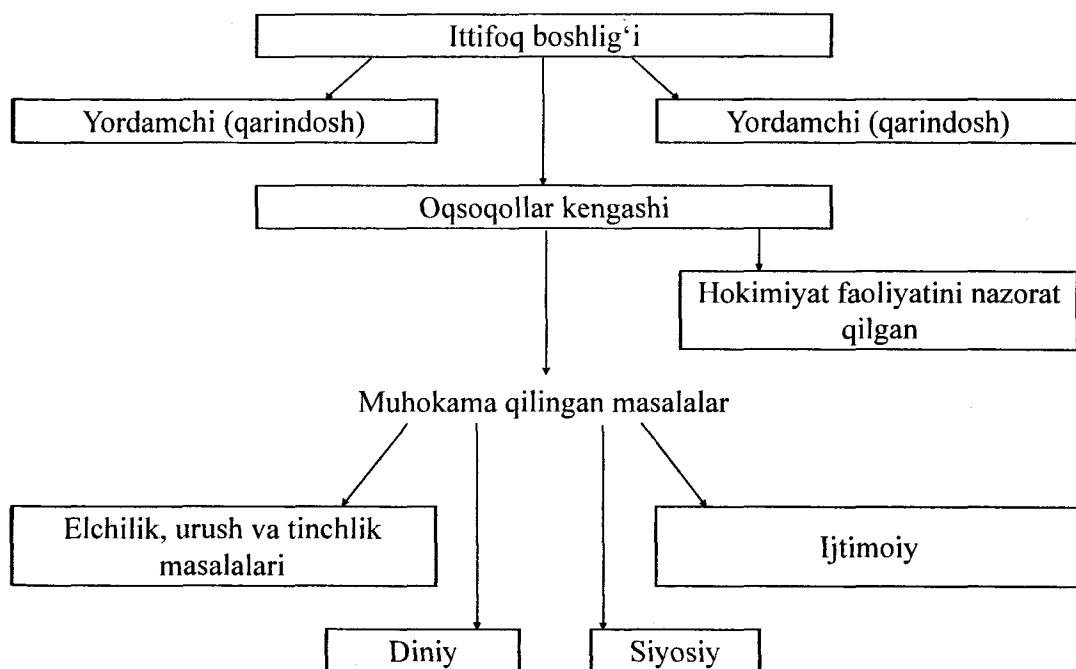 Ittifoq boshlig‘i
Yordamchi (qarindosh)
Yordamchi (qarindosh)
Oqsoqollar kengashi
Hokimiyat faoliyatini nazorat
qilgan
Muhokama qilingan masalalar
Elchilik, urush va tinchlik
masalalari
Ijtimoiy
Diniy
Siyosiy